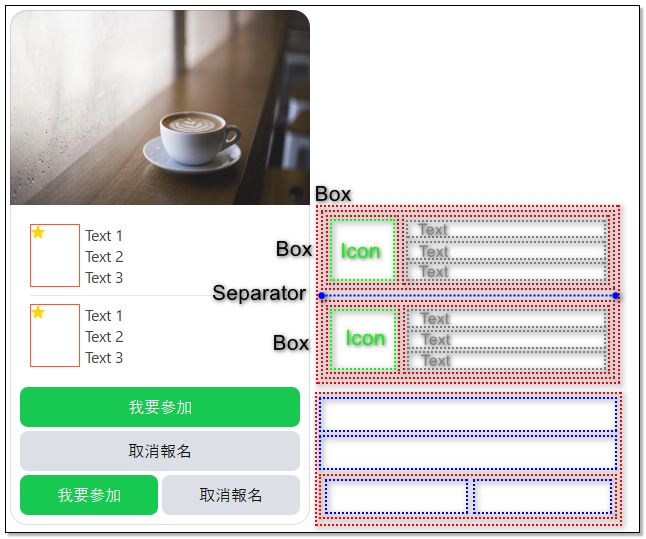 Box
Text 1
Text 2
Text 3
Box
Icon
Text
Text
Text
Separator
Text 1
Text 2
Text 3
Box
Icon
Text
Text
Text
我要參加
取消報名
我要參加
取消報名